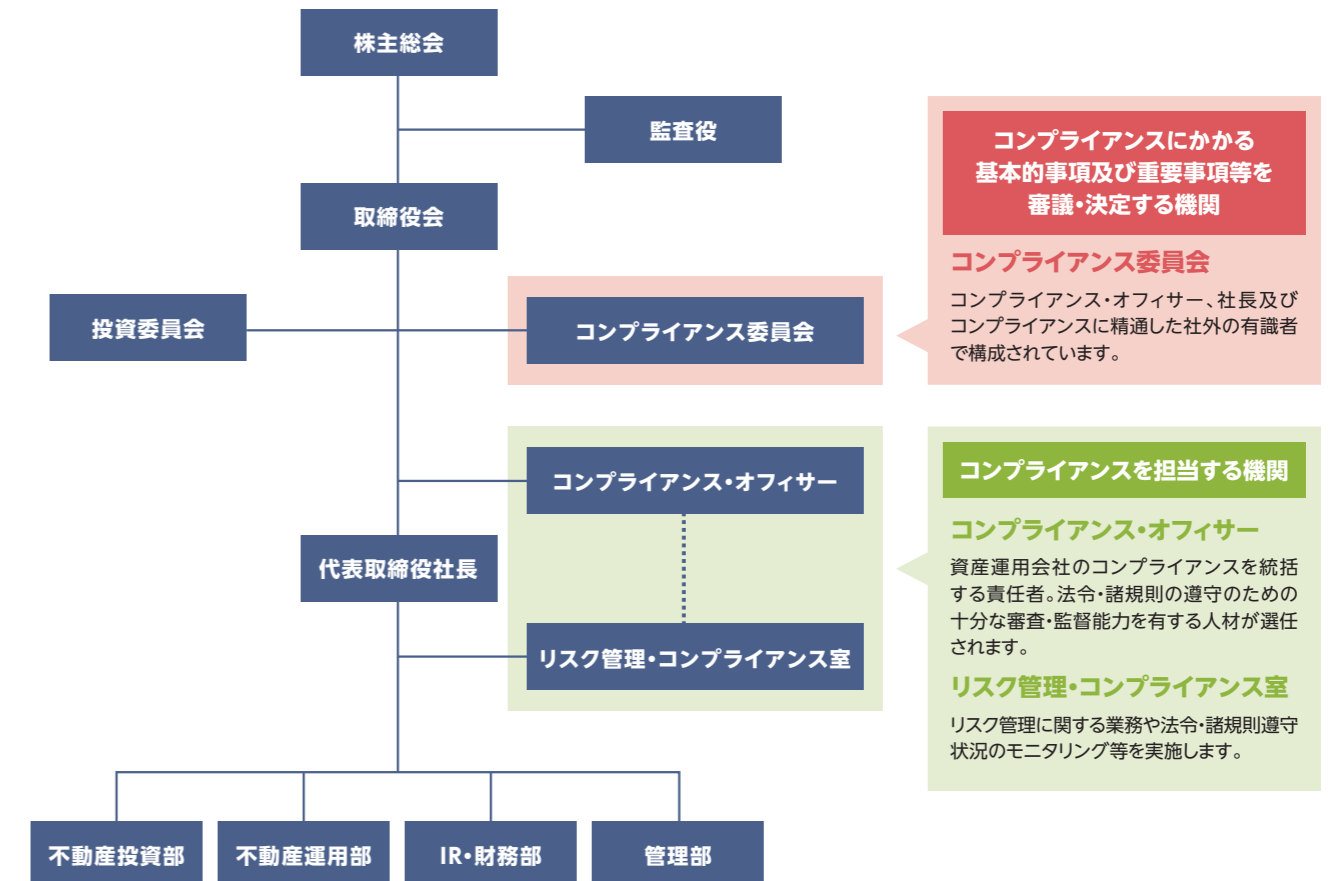 株主総会
監査役
取締役会
投資委員会
コンプライアンス委員会
コンプライアンス・オフィサー
代表取締役社長
リスク管理・コンプライアンス室
不動産投資部
不動産運用部
IR・財務部
管理部
コンプライアンスにかかる
基本的事項及び重要事項等を
審議・決定する機関
コンプライアンス委員会
コンプライアンス・オフィサー、社長及び
コンプライアンスに精通した社外の有識者
で構成されています。
コンプライアンスを担当する機関
コンプライアンス・オフィサー
資産運用会社のコンプライアンスを統括
する責任者。法令・諸規則の遵守のための
十分な審査・監督能力を有する人材が選任
されます。
リスク管理・コンプライアンス室
リスク管理に関する業務や法令・諸規則遵守
状況のモニタリング等を実施します。